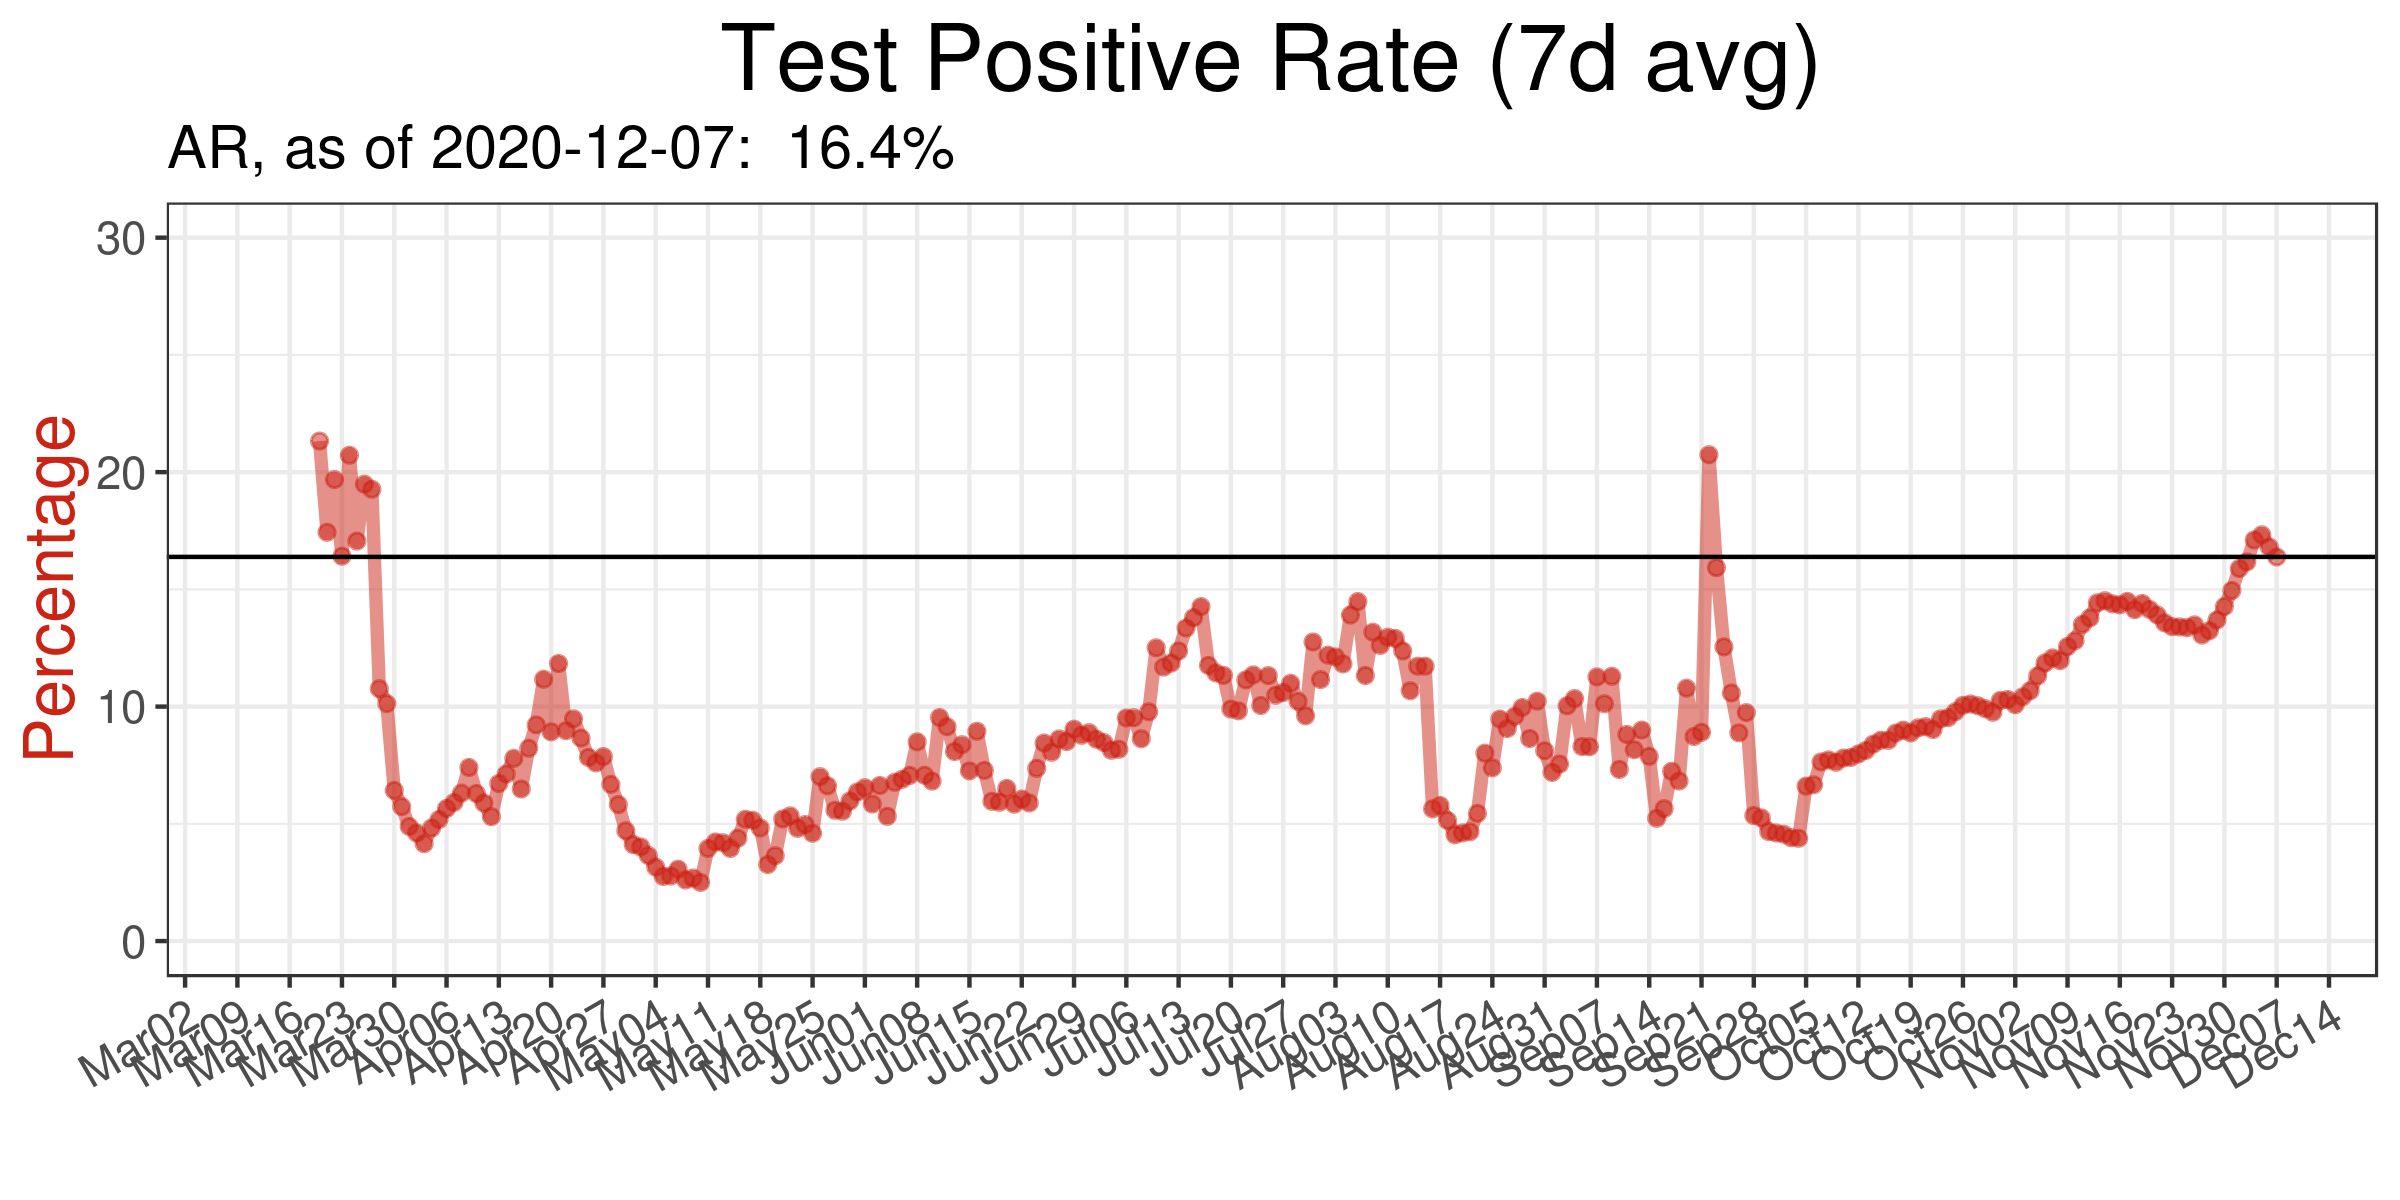 Test Positive Rate (7d avg)
AR, as of 2020-12-07:  16.4%
Percentage
30
20
10
0
Mar02
Mar09
Mar16
Mar23
Mar30
Apr06
Apr13
Apr20
Apr27
May04
May11
May18
May25
Jun01
Jun08
Jun15
Jun22
Jun29
Jul06
Jul13
Jul20
Jul27
Aug03
Aug10
Aug17
Aug24
Aug31
Sep07
Sep14
Sep21
Sep28
Oct05
Oct12
Oct19
Oct26
Nov02
Nov09
Nov16
Nov23
Nov30
Dec07
Dec14